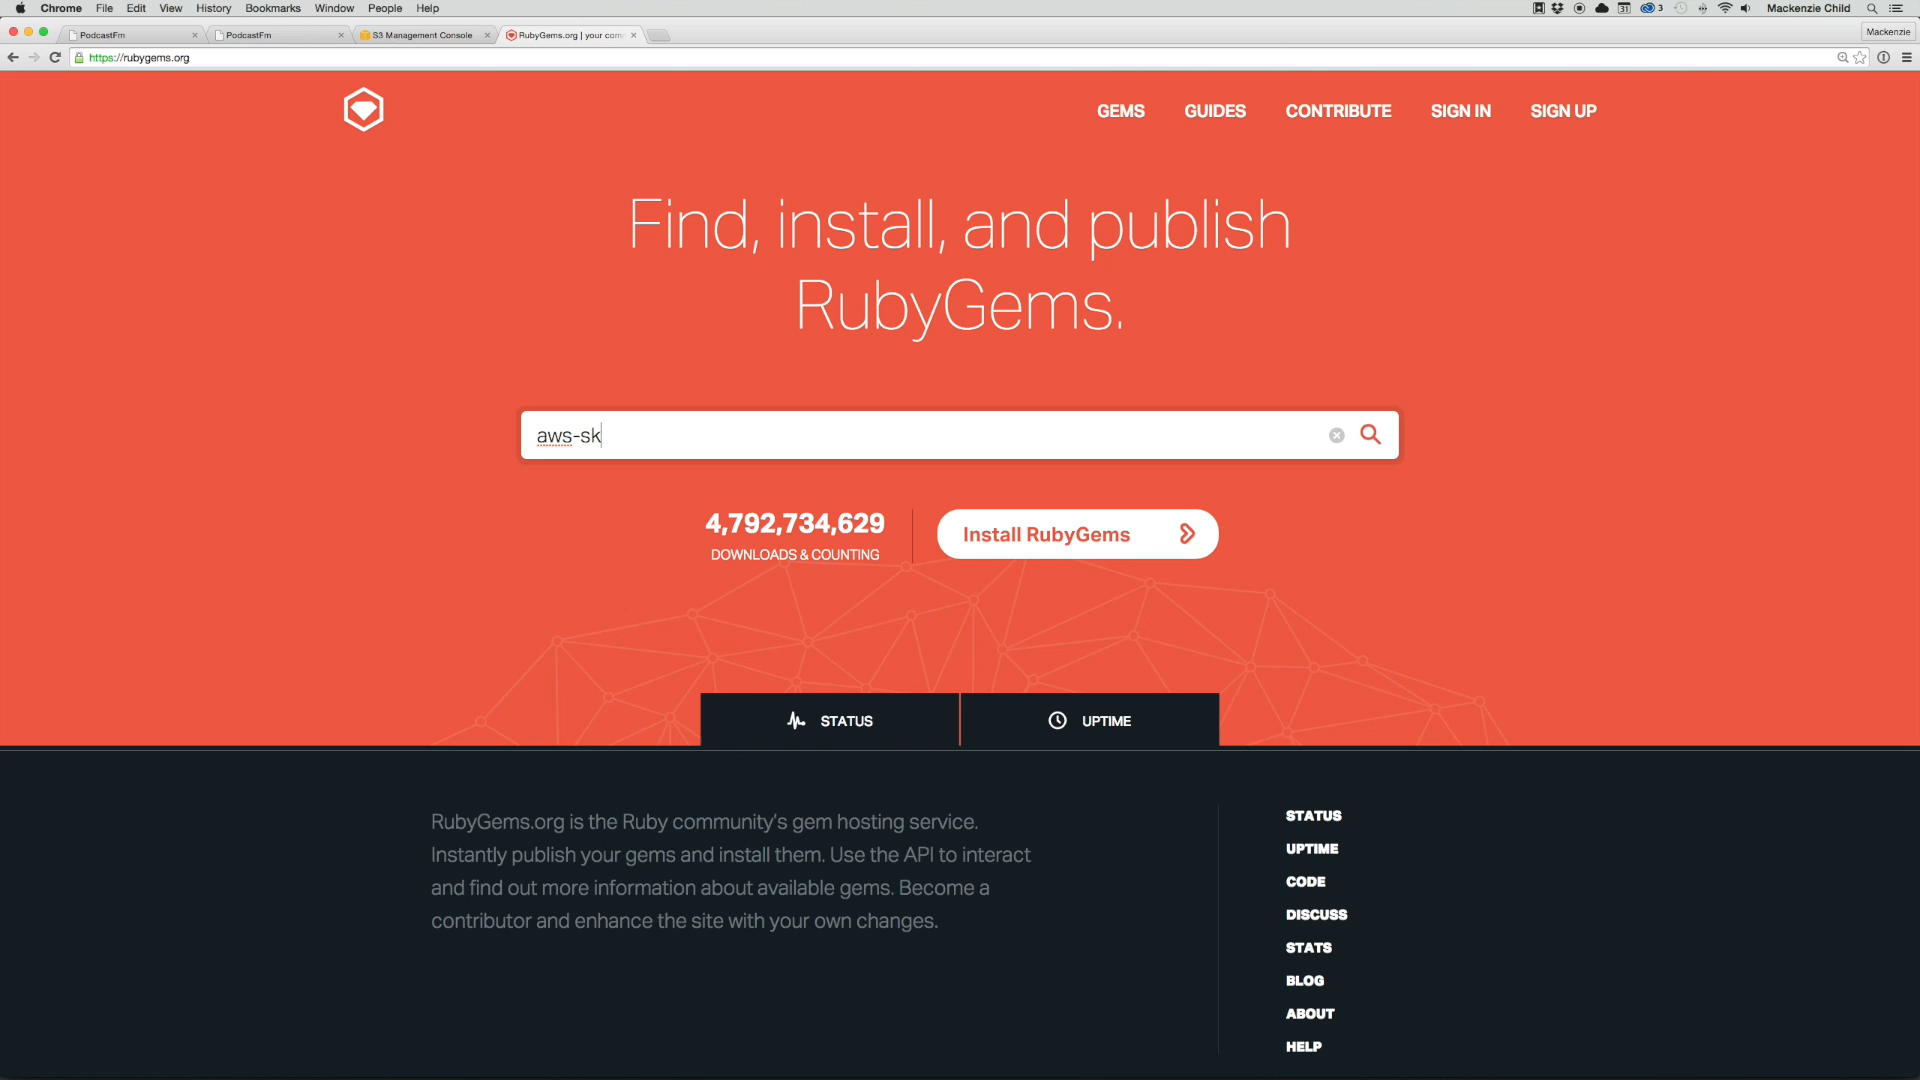 Chrome File Edit View History Bookmarks Window People Help
31
3
Mackenzie Child
PodcastFm
PodcastFm
S3 Management Console
RubyGems.org | your com
Mackenzie
https://rubygems.org
GEMS GUIDES CONTRIBUTE SIGN IN SIGN UP
Find, install, and publish
RubyGems.
aws-sk
4,792,734,629
DOWNLOADS & COUNTING
Install RubyGems
STATUS
UPTIME
RubyGems.org is the Ruby community's gem hosting service.
Instantly publish your gems and install them. Use the API to interact
and find out more information about available gems. Become a
contributor and enhance the site with your own changes.
STATUS
UPTIME
CODE
DISCUSS
STATS
BLOG
ABOUT
HELP